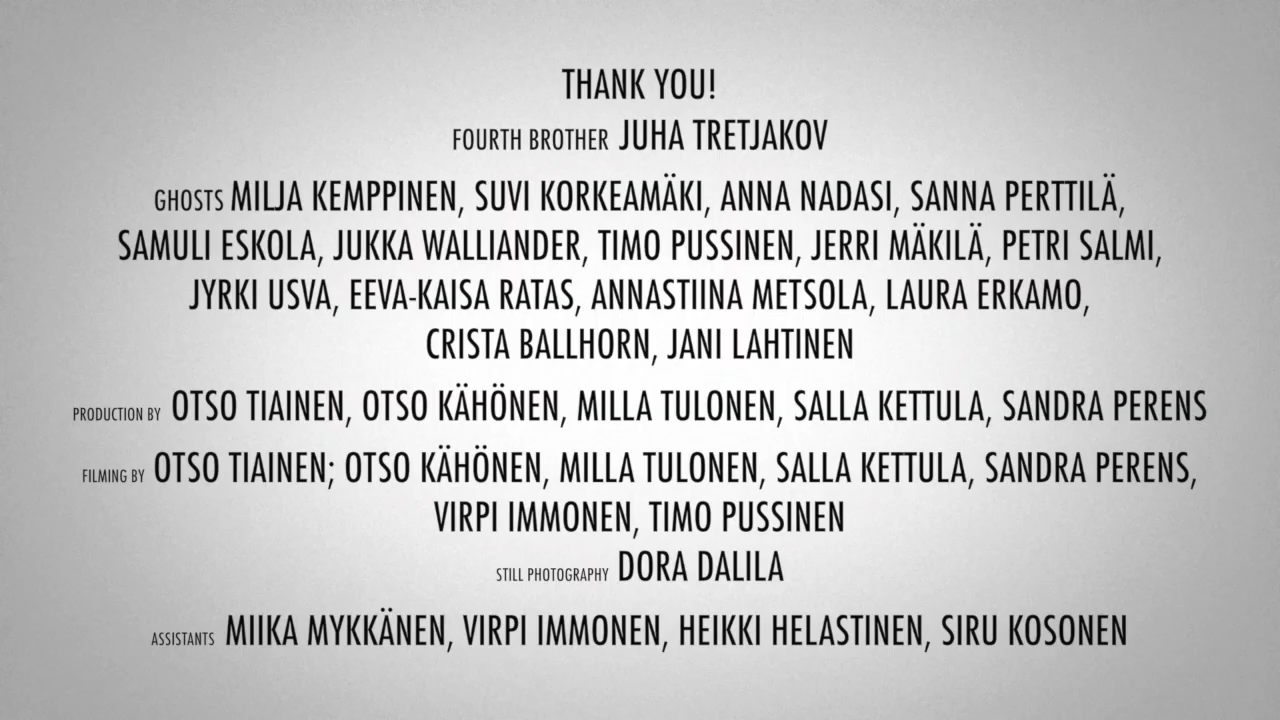 THANK YOU!
FOURTH BROTHER JUHA TRETJAKOV
GHOSTS MILJA KEMPPINEN, SUVI KORKEAMÄKI, ANNA NADASI, SANNA PERTTILÄ,
SAMULI ESKOLA, JUKKA WALLIANDER, TIMO PUSSINEN, JERRI MÄKILÄ, PETRI SALMI,
JYRKI USVA, EEVA-KAISA RATAS, ANNASTIINA METSOLA, LAURA ERKAMO,
CRISTA BALLHORN, JANI LAHTINEN
PRODUCTION BY OTSO TIAINEN, OTSO KÄHÖNEN, MILLA TULONEN, SALLA KETTULA, SANDRA PERENS
FILMING BY OTSO TIAINEN; OTSO KÄHÖNEN, MILLA TULONEN, SALLA KETTULA, SANDRA PERENS,
VIRPI IMMONEN, TIMO PUSSINEN
STILL PHOTOGRAPHY DORA DALILA
ASSISTANTS MIIKA MYKKÄNEN, VIRPI IMMONEN, HEIKKI HELASTINEN, SIRU KOSONEN